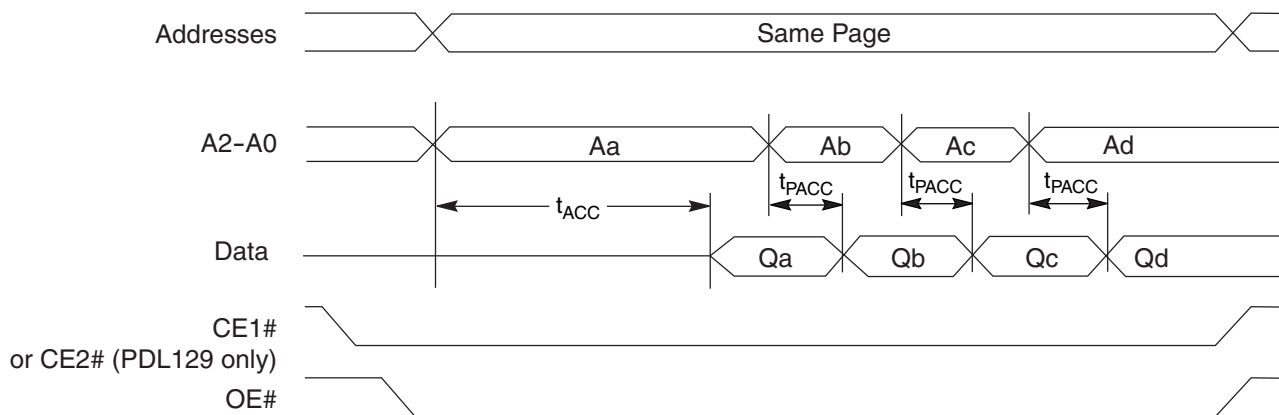 Addresses
Same Page
A2–A0
Aa
Ab
Ac
Ad
tACC
tPACC
tPACC
tPACC
Data
Qa
Qb
Qc
Qd
CE1#
or CE2# (PDL129 only)
OE#